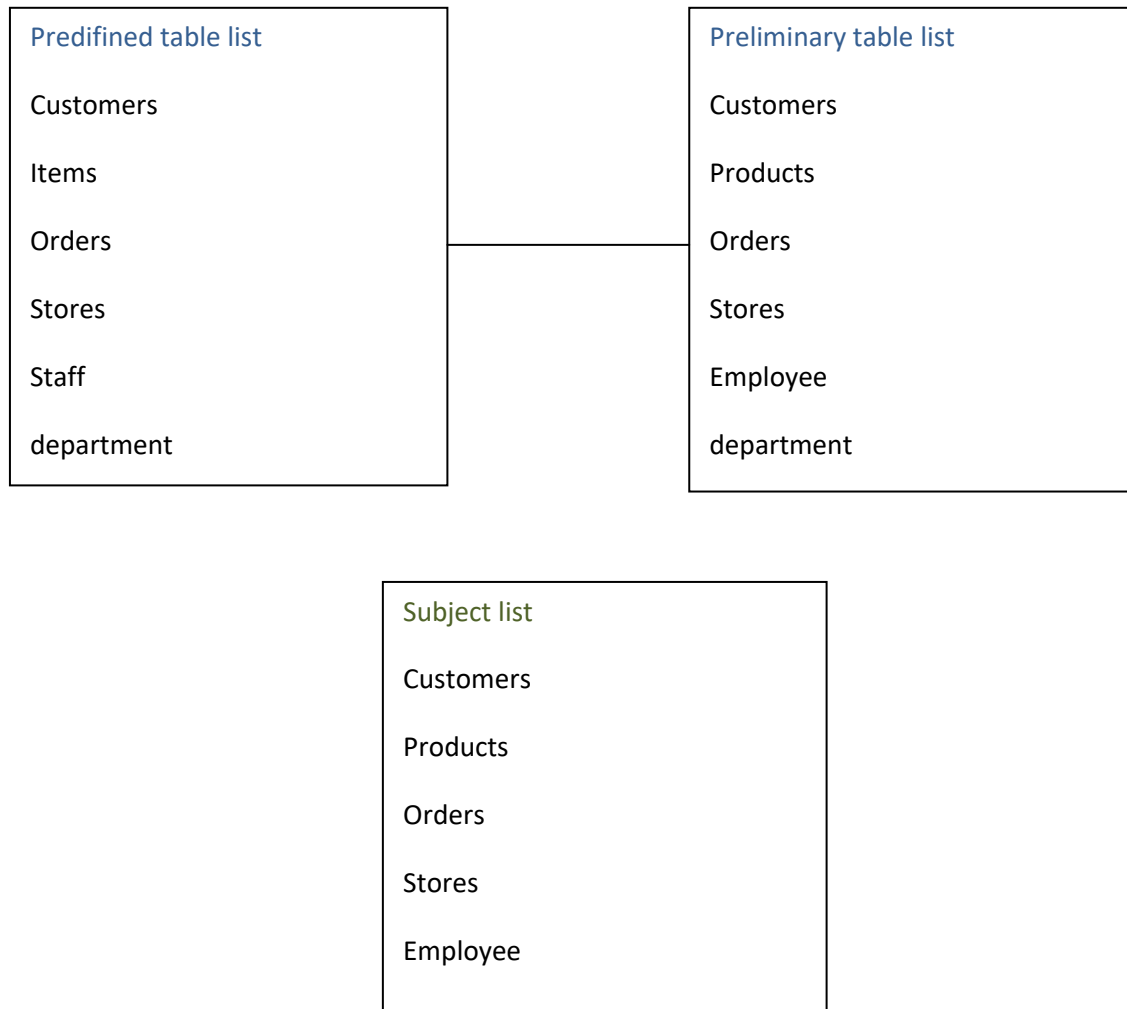 Predifined table list
Customers
Items
Orders
Stores
Staff
department
Preliminary table list
Customers
Products
Orders
Stores
Employee
department
Subject list
Customers
Products
Orders
Stores
Employee